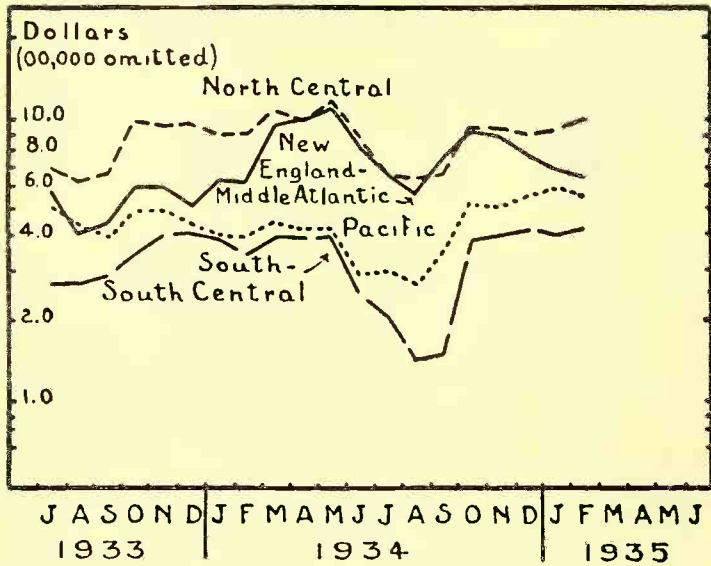 Dollars
(00,000 omitted)
North Central
10.0
8.0
New
England-
Middle Atlantic
6.0
Pacific
4.0
South-
South Central
2.0
1.0
J A S O N D J F M A M J J A S O N D J F M A M J
1933 1934 1935